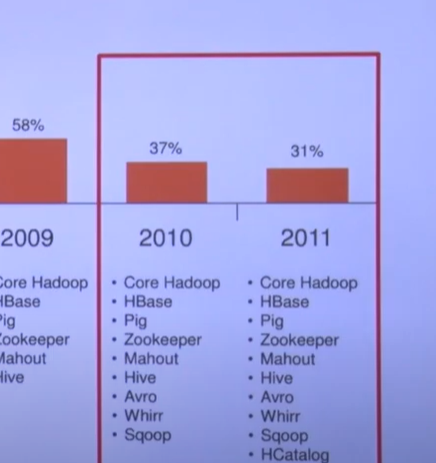 58%
37%
31%
2009
2010
2011
Core Hadoop
HBase
Pig
Zookeeper
Mahout
Hive
• Core Hadoop
• HBase
• Pig
• Zookeeper
• Mahout
• Hive
• Avro
• Whirr
• Sqoop
• Core Hadoop
• HBase
• Pig
• Zookeeper
• Mahout
• Hive
• Avro
• Whirr
• Sqoop
• HCatalog